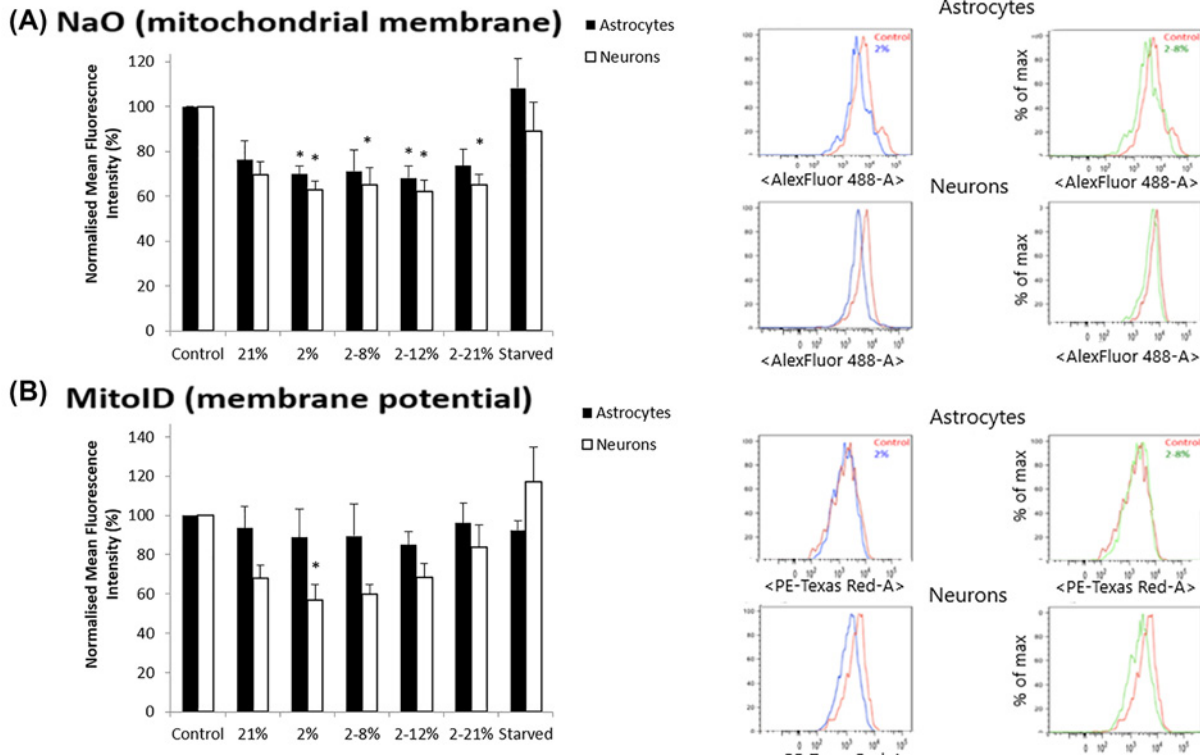 (A) NaO (mitochondrial membrane)
Astrocytes
Neurons
Normalised Mean Fluorescnce
Intensity (%)
120
100
80
60
40
20
0
* * * * * *
Control 21% 2% 2-8% 2-12% 2-21% Starved
Astrocytes
Control
2%
<AlexFluor 488-A>
% of max
Control
2-8%
<AlexFluor 488-A>
Neurons
<AlexFluor 488-A>
% of max
<AlexFluor 488-A>
(B) MitoID (membrane potential)
Astrocytes
Neurons
Normalised Mean Fluorescence
Intensity (%)
140
120
100
80
60
40
20
0
*
Control 21% 2% 2-8% 2-12% 2-21% Starved
Astrocytes
Control
2%
<PE-Texas Red-A>
% of max
Control
2-8%
<PE-Texas Red-A>
Neurons
% of max